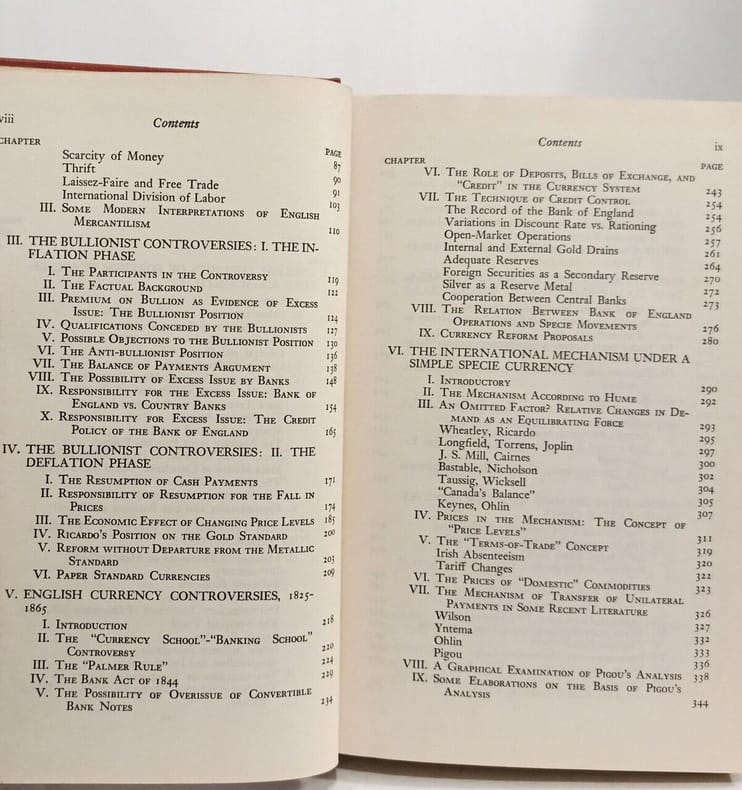 viii
Contents
CHAPTER
PAGE
Scarcity of Money 87
Thrift 90
Laissez-Faire and Free Trade 91
International Division of Labor 103
III. Some Modern Interpretations of English
Mercantilism 110
III. THE BULLIONIST CONTROVERSIES: I. THE IN-
FLATION PHASE
I. The Participants in the Controversy 119
II. The Factual Background 122
III. Premium on Bullion as Evidence of Excess
Issue: The Bullionist Position 124
IV. Qualifications Conceded by the Bullionists 127
V. Possible Objections to the Bullionist Position 130
VI. The Anti-bullionist Position 136
VII. The Balance of Payments Argument 138
VIII. The Possibility of Excess Issue by Banks 148
IX. Responsibility for the Excess Issue: Bank of
England vs. Country Banks 154
X. Responsibility for Excess Issue: The Credit
Policy of the Bank of England 165
IV. THE BULLIONIST CONTROVERSIES: II. THE
DEFLATION PHASE
I. The Resumption of Cash Payments 171
II. Responsibility of Resumption for the Fall in
Prices 174
III. The Economic Effect of Changing Price Levels 185
IV. Ricardo's Position on the Gold Standard 200
V. Reform without Departure from the Metallic
Standard 203
VI. Paper Standard Currencies 209
V. ENGLISH CURRENCY CONTROVERSIES, 1825-
1865
I. Introduction 218
II. The "Currency School"-"Banking School"
Controversy 220
III. The "Palmer Rule" 224
IV. The Bank Act of 1844 229
V. The Possibility of Overissue of Convertible
Bank Notes 234
Contents
ix
CHAPTER
PAGE
VI. The Role of Deposits, Bills of Exchange, and
"Credit" in the Currency System 243
VII. The Technique of Credit Control 254
The Record of the Bank of England 254
Variations in Discount Rate vs. Rationing 256
Open-Market Operations 257
Internal and External Gold Drains 261
Adequate Reserves 264
Foreign Securities as a Secondary Reserve 270
Silver as a Reserve Metal 272
Cooperation Between Central Banks 273
VIII. The Relation Between Bank of England
Operations and Specie Movements 276
IX. Currency Reform Proposals 280
VI. THE INTERNATIONAL MECHANISM UNDER A
SIMPLE SPECIE CURRENCY
I. Introductory 290
II. The Mechanism According to Hume 292
III. An Omitted Factor? Relative Changes in De-
mand as an Equilibrating Force 293
Wheatley, Ricardo 295
Longfield, Torrens, Joplin 297
J. S. Mill, Cairnes 300
Bastable, Nicholson 302
Taussig, Wicksell 304
"Canada's Balance" 305
Keynes, Ohlin 307
IV. Prices in the Mechanism: The Concept of
"Price Levels" 311
V. The "Terms-of-Trade" Concept 319
Irish Absenteeism 320
Tariff Changes 322
VI. The Prices of "Domestic" Commodities 323
VII. The Mechanism of Transfer of Unilateral
Payments in Some Recent Literature 326
Wilson 327
Yntema 332
Ohlin 333
Pigou 336
VIII. A Graphical Examination of Pigou's Analysis 338
IX. Some Elaborations on the Basis of Pigou's
Analysis 344